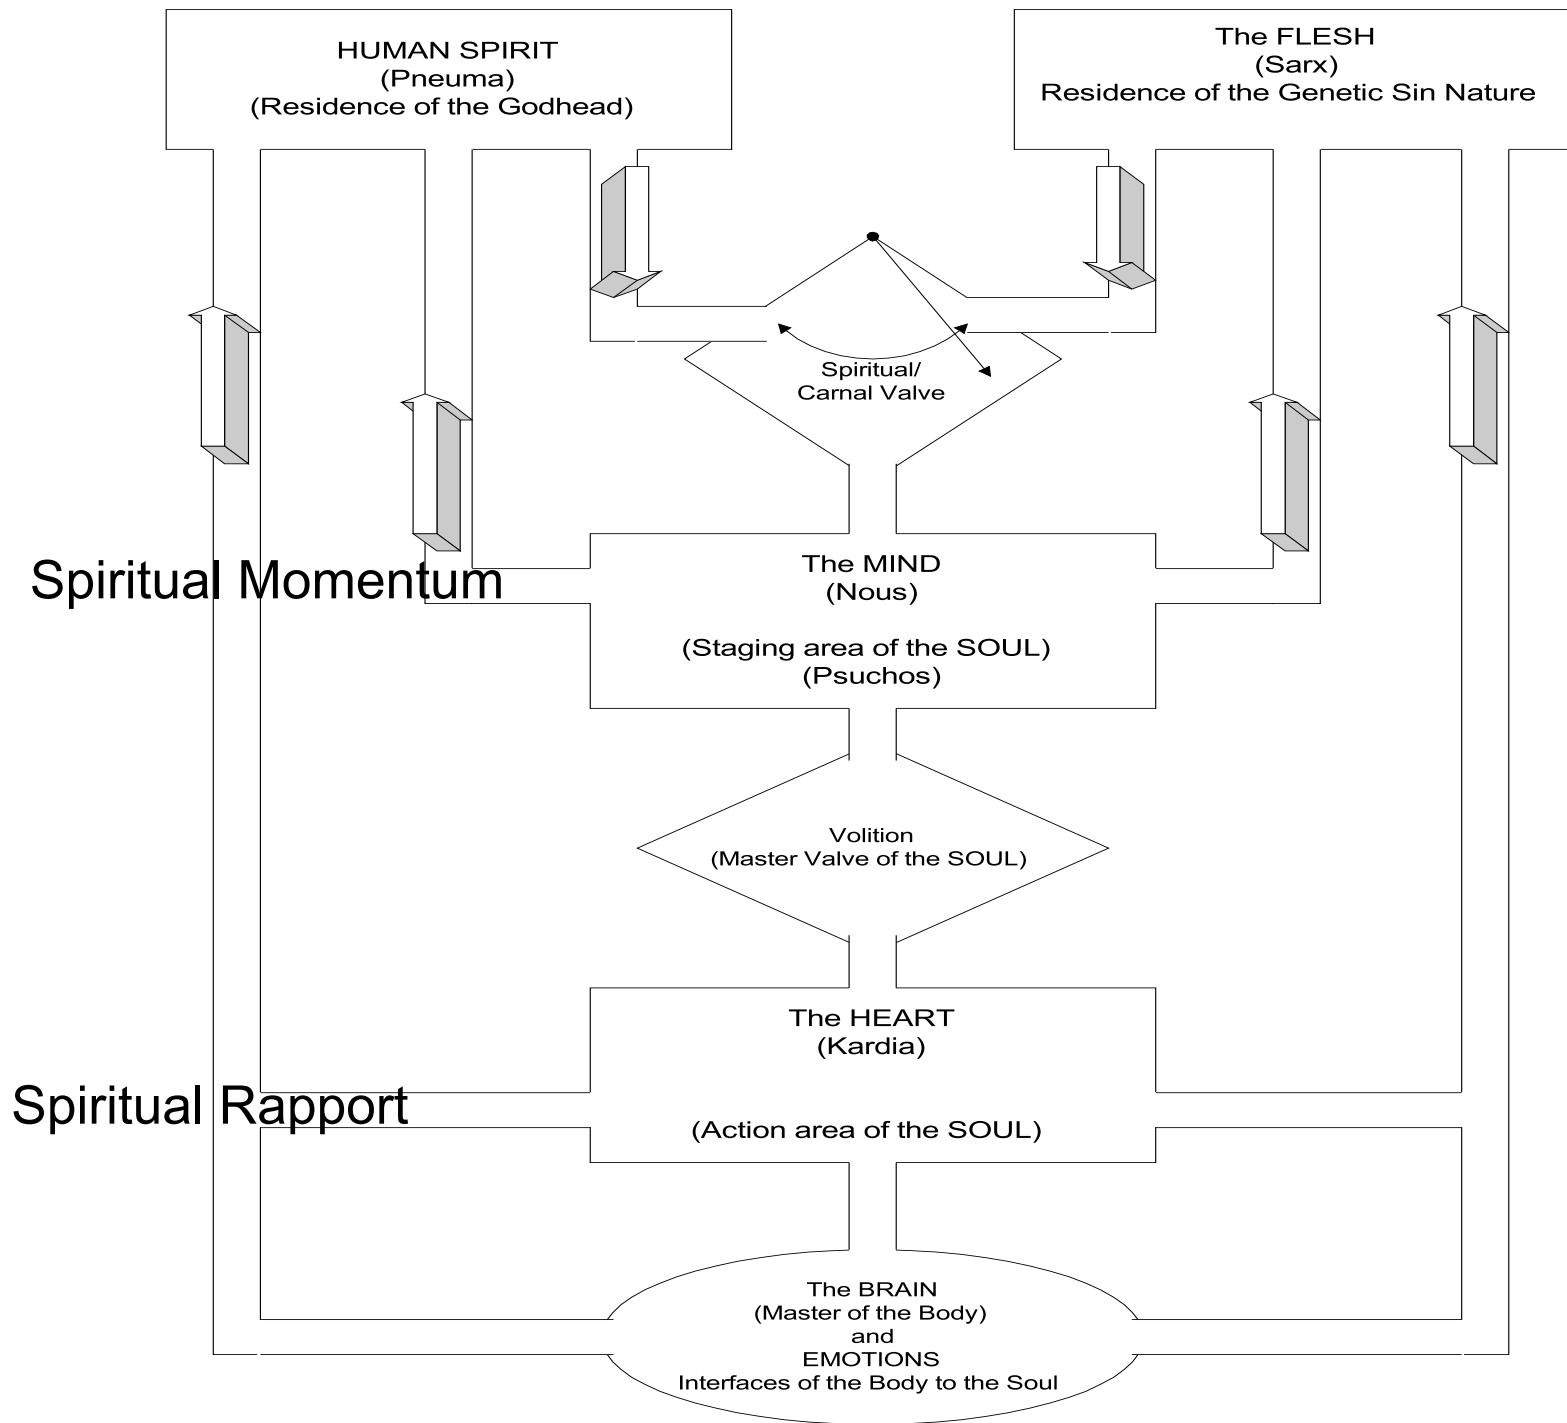 HUMAN SPIRIT
(Pneuma)
(Residence of the Godhead)
The FLESH
(Sarx)
Residence of the Genetic Sin Nature
Spiritual/
Carnal Valve
Spiritual Momentum
The MIND
(Nous)
(Staging area of the SOUL)
(Psuchos)
Volition
(Master Valve of the SOUL)
The HEART
(Kardia)
Spiritual Rapport
(Action area of the SOUL)
The BRAIN
(Master of the Body)
and
EMOTIONS
Interfaces of the Body to the Soul